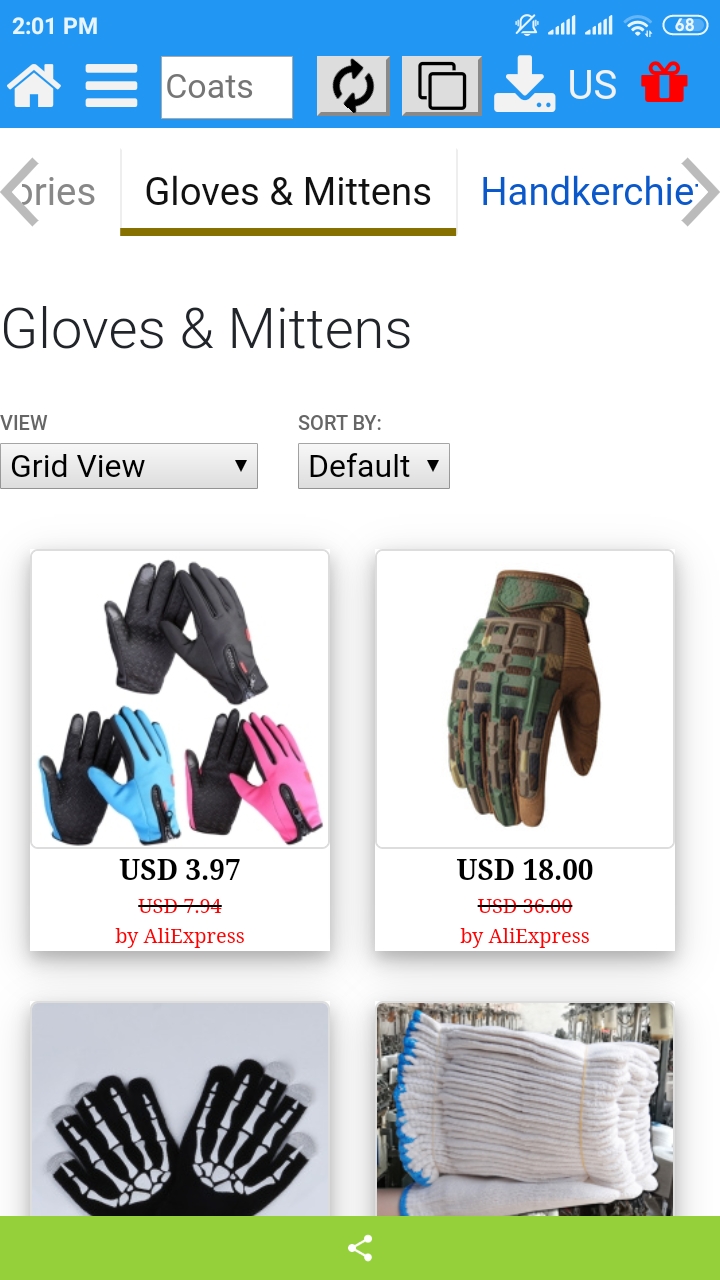 2:01 PM 68
Coats US
ories Gloves & Mittens Handkerchie
Gloves & Mittens
VIEW SORT BY:
Grid View Default
USD 3.97 USD 18.00
USD 7.94 USD 36.00
by AliExpress by AliExpress